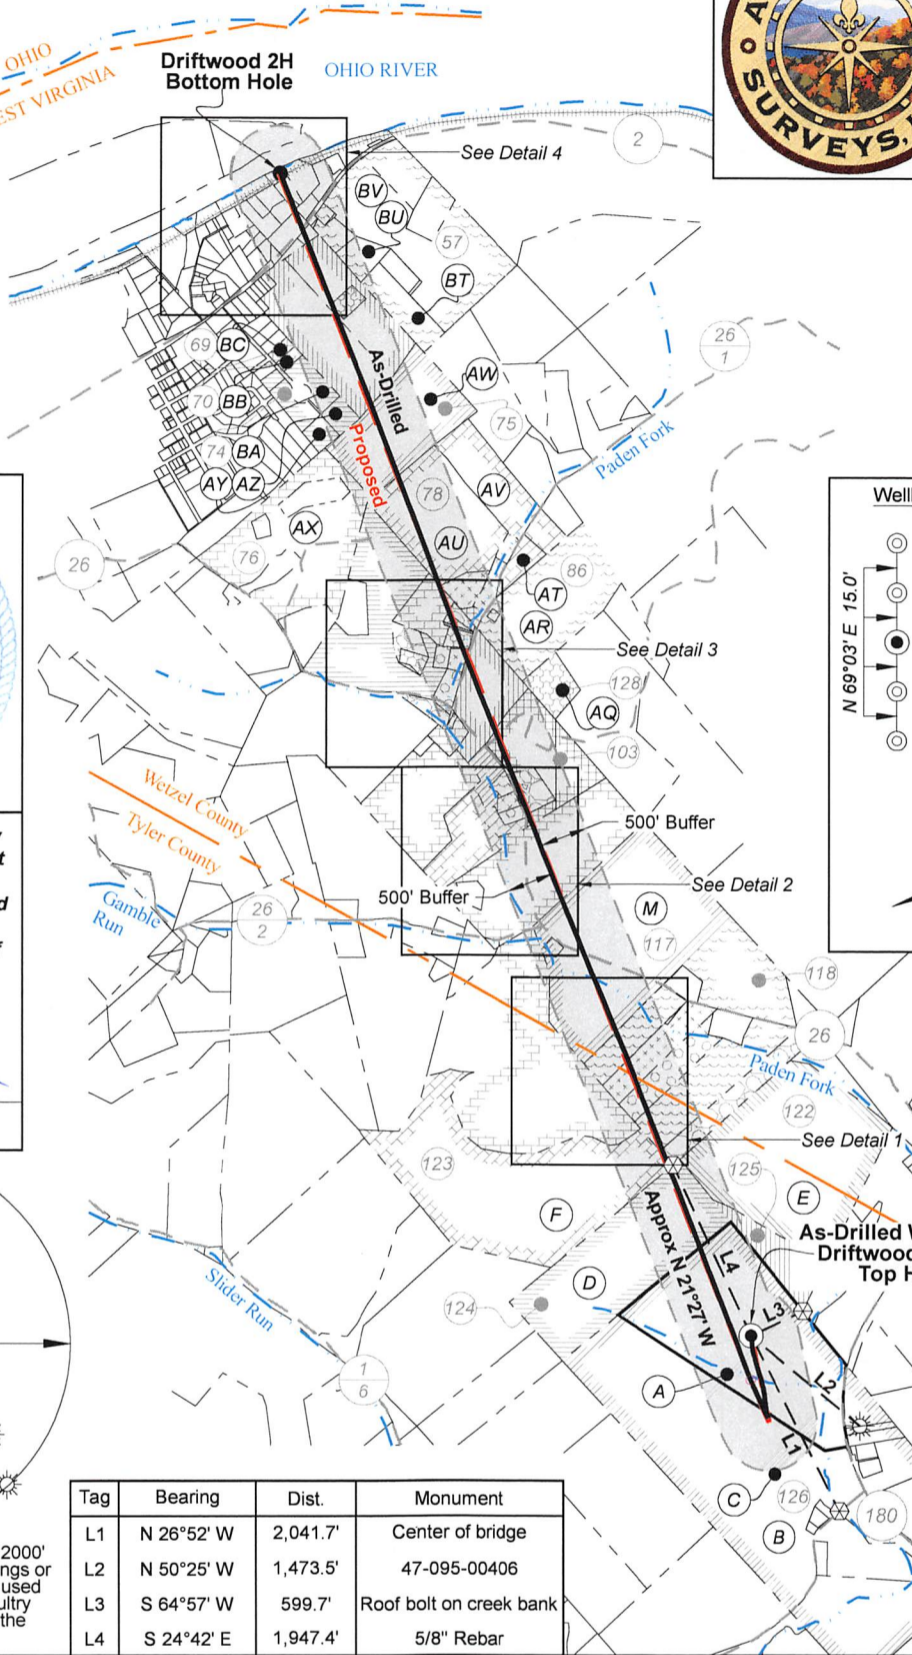 OHIO
WEST VIRGINIA
Driftwood 2H
Bottom Hole
OHIO RIVER
SURVEYS,
2
See Detail 4
BV
BU
57
BT
69
BC
26
1
As-Drilled
AW
70
BB
75
Paden Fork
74
BA
Proposed
AY
AZ
78
AV
AX
AU
26
76
86
AT
AR
See Detail 3
128
AQ
103
Well
N 69°03' E 15.0'
Wetzel County
Tyler County
500' Buffer
500' Buffer
See Detail 2
Gamble
Run
26
2
M
117
118
26
Paden Fork
122
See Detail 1
123
125
E
F
Approx N 21°27' W
L4
As-Drilled
Driftwood
Top
D
124
L3
Slider Run
1
6
A
L2
L1
C
126
B
180
Tag Bearing Dist. Monument
L1 N 26°52' W 2,041.7' Center of bridge
L2 N 50°25' W 1,473.5' 47-095-00406
L3 S 64°57' W 599.7' Roof bolt on creek bank
L4 S 24°42' E 1,947.4' 5/8" Rebar
2000'
ngs or
used
ultry
the